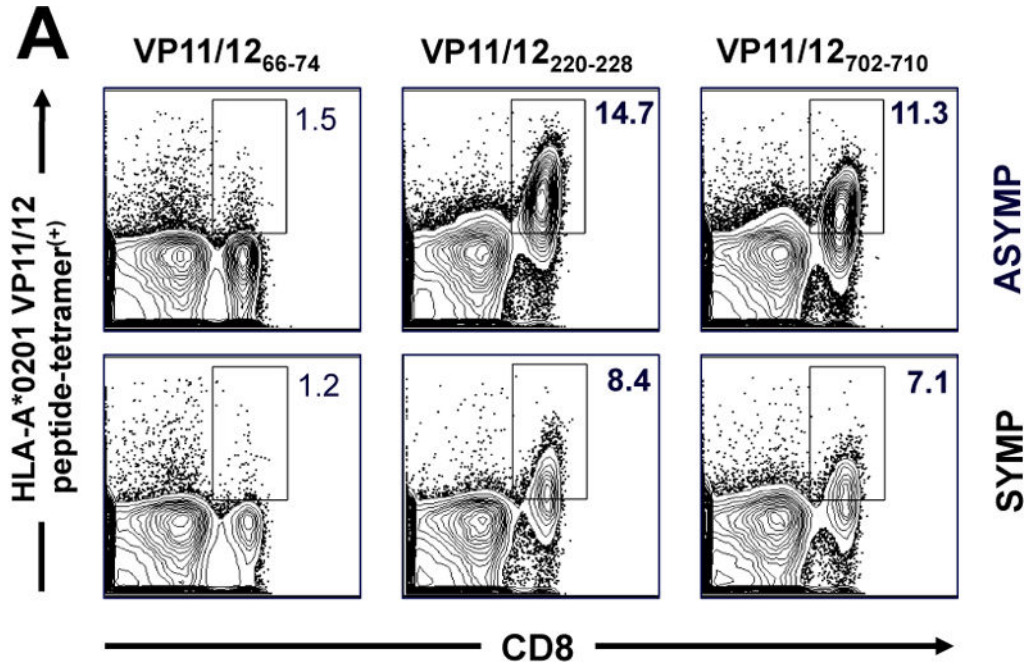 A
VP11/12₆₆₋₇₄
VP11/12₂₂₀₋₂₂₈
VP11/12₇₀₂₋₇₁₀
1.5
14.7
11.3
ASYMP
1.2
8.4
7.1
SYMP
HLA-A*0201 VP11/12
peptide-tetramer⁽⁺⁾
CD8